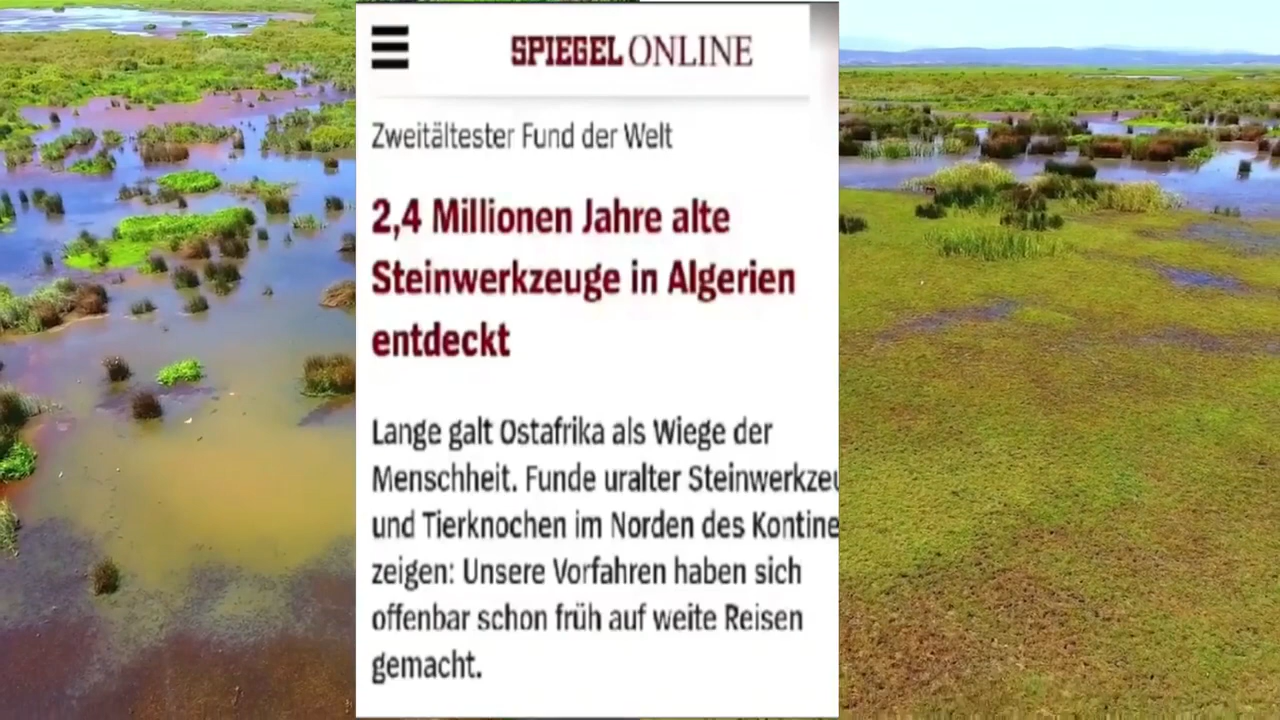 SPIEGEL ONLINE
Zweitältester Fund der Welt
2,4 Millionen Jahre alte
Steinwerkzeuge in Algerien
entdeckt
Lange galt Ostafrika als Wiege der
Menschheit. Funde uralter Steinwerkzeu
und Tierknochen im Norden des Kontine
zeigen: Unsere Vorfahren haben sich
offenbar schon früh auf weite Reisen
gemacht.